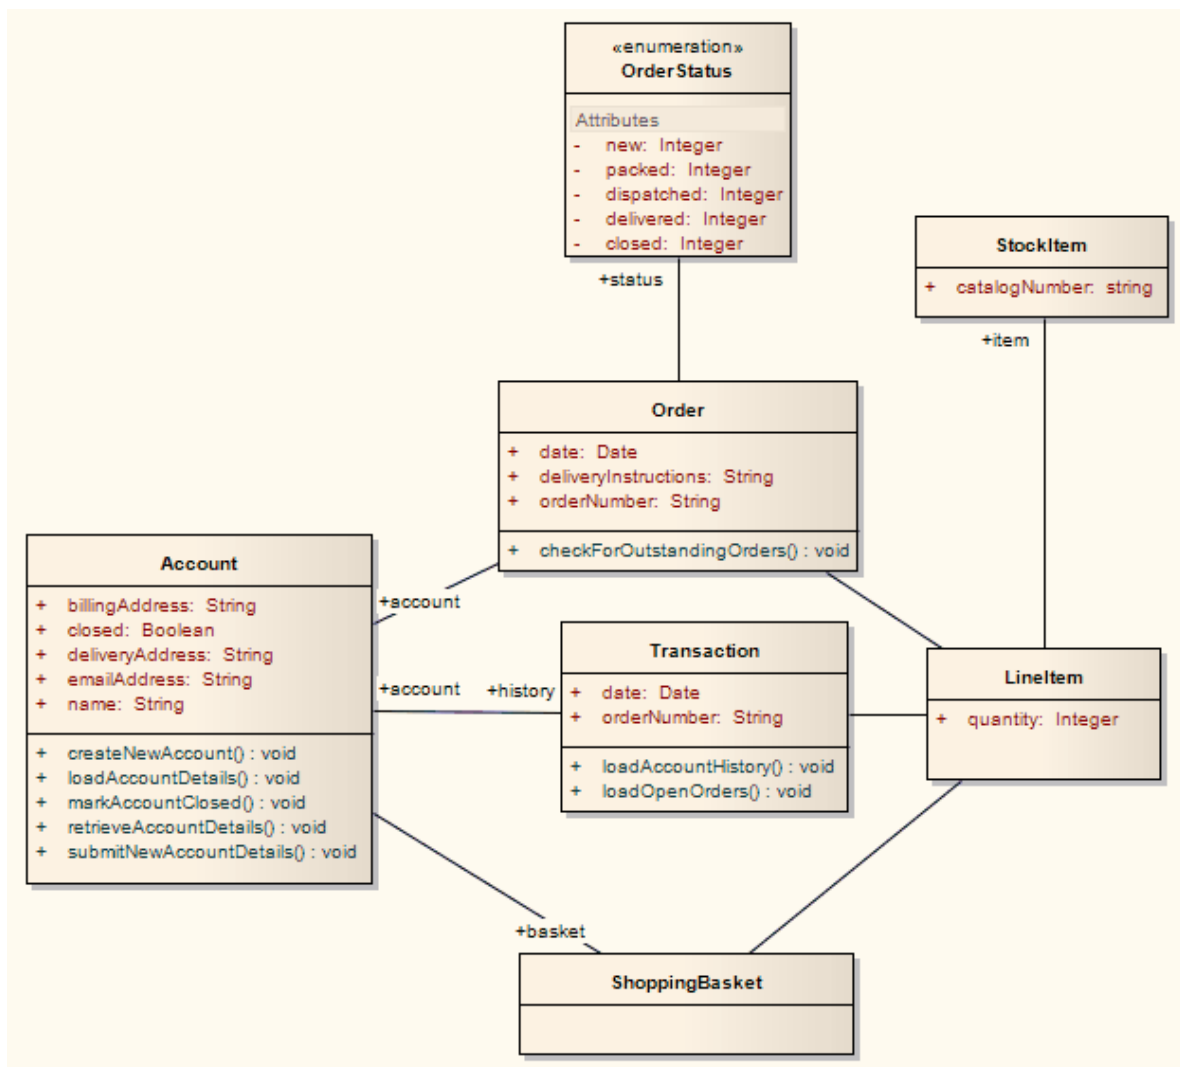 «enumeration»
OrderStatus
Attributes
- new: Integer
- packed: Integer
- dispatched: Integer
- delivered: Integer
- closed: Integer
+status
StockItem
+ catalogNumber: string
+item
Order
+ date: Date
+ deliveryInstructions: String
+ orderNumber: String
+ checkForOutstandingOrders() : void
Account
+ billingAddress: String
+ closed: Boolean
+ deliveryAddress: String
+ emailAddress: String
+ name: String
+ createNewAccount() : void
+ loadAccountDetails() : void
+ markAccountClosed() : void
+ retrieveAccountDetails() : void
+ submitNewAccountDetails() : void
+account
+account
+history
Transaction
+ date: Date
+ orderNumber: String
+ loadAccountHistory() : void
+ loadOpenOrders() : void
LineItem
+ quantity: Integer
+basket
ShoppingBasket